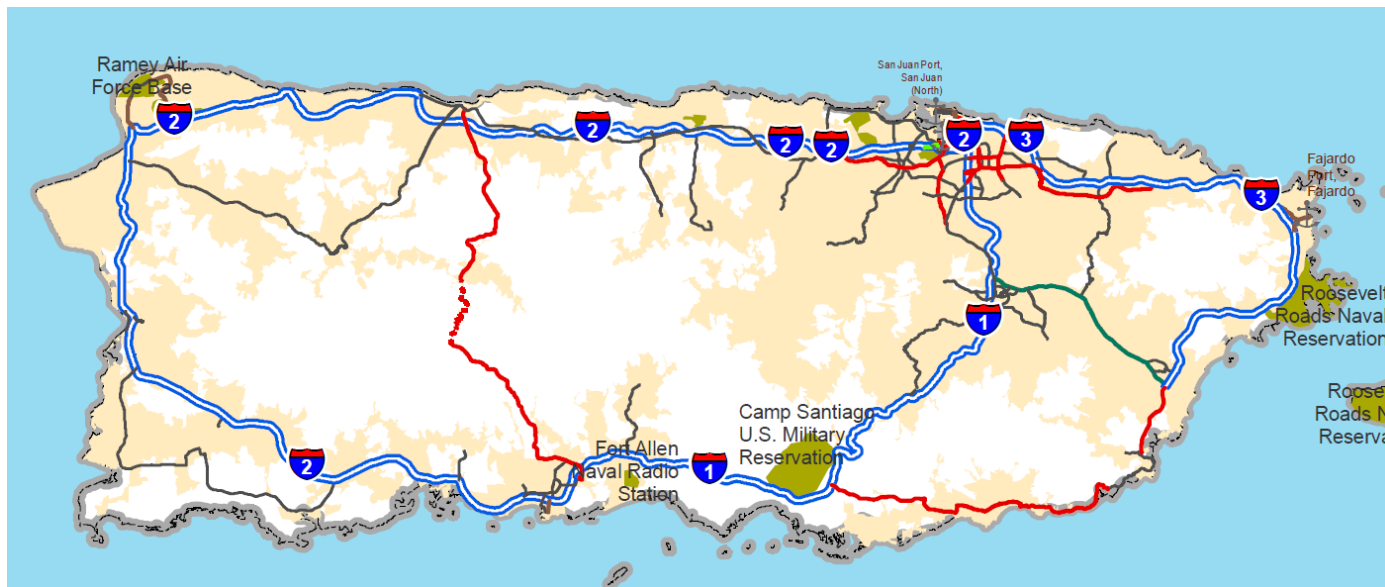 Ramey Air
Force Base
San Juan Port,
San Juan
(North)
2
2
2
2
2
3
Fajardo
Port,
Fajardo
3
Roosevelt
Roads Naval
Reservation
1
Roose
Roads N
Reserva
Camp Santiago
U.S. Military
Reservation
Fort Allen
Naval Radio
Station
2
1